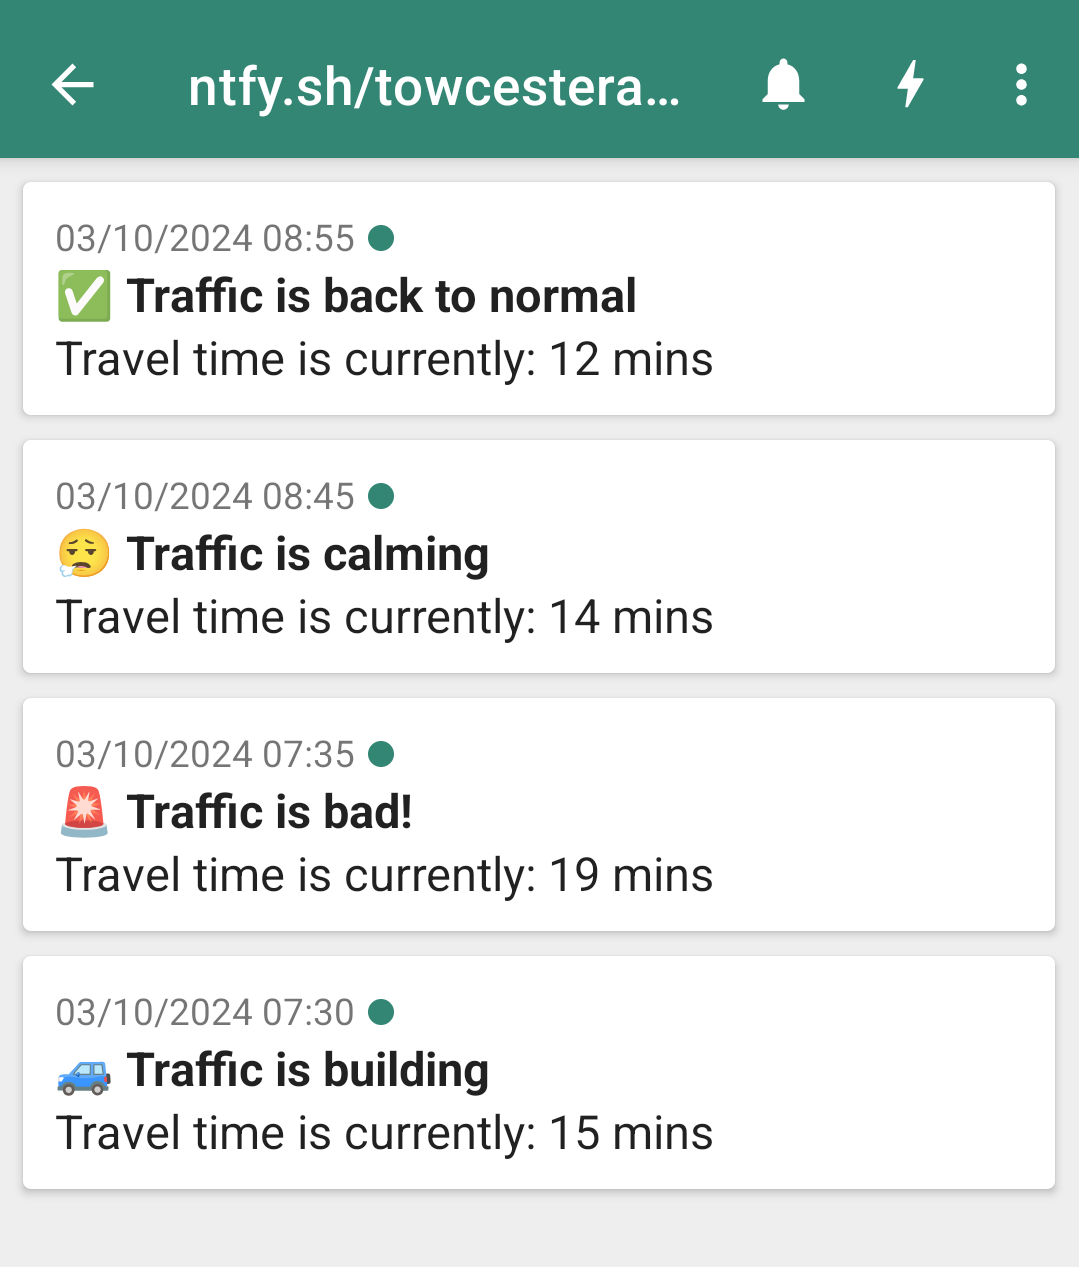 ntfy.sh/towcestera...
03/10/2024 08:55
✅ Traffic is back to normal
Travel time is currently: 12 mins
03/10/2024 08:45
😮‍💨 Traffic is calming
Travel time is currently: 14 mins
03/10/2024 07:35
🚨 Traffic is bad!
Travel time is currently: 19 mins
03/10/2024 07:30
🚙 Traffic is building
Travel time is currently: 15 mins